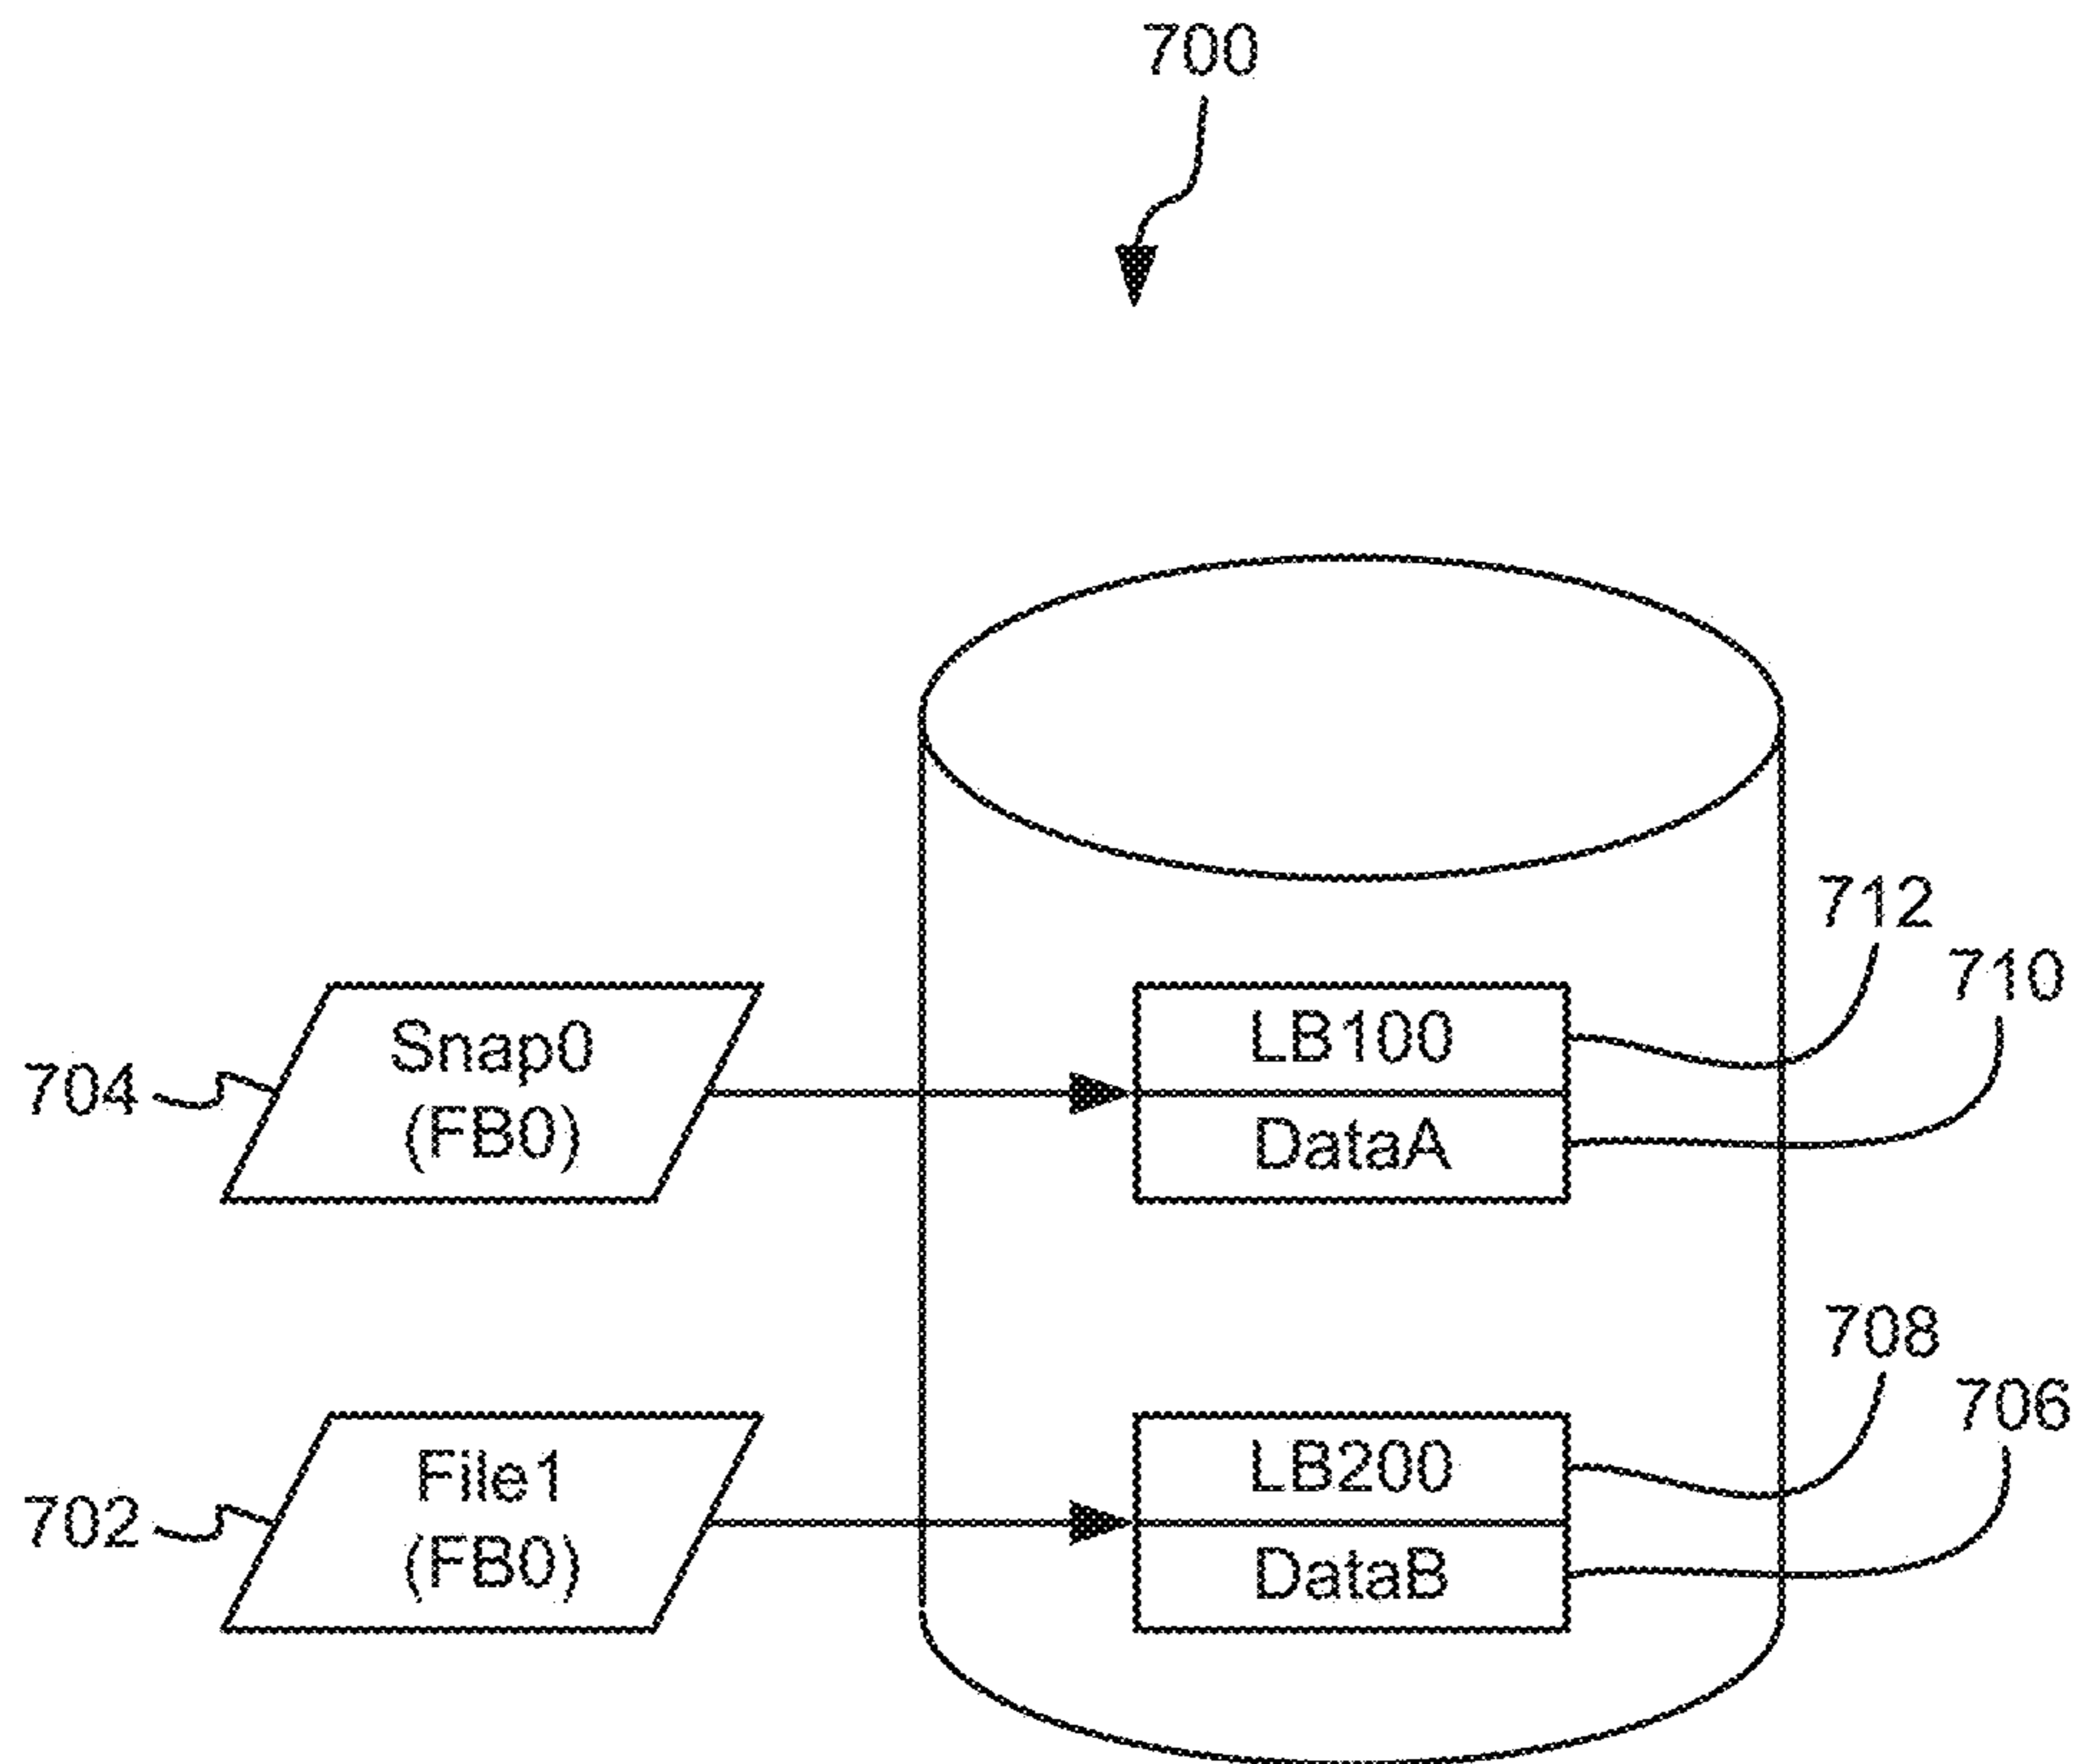 700
712
710
LB100
Snap0
704
(FB0)
DataA
708
706
LB200
File1
702
(FB0)
DataB